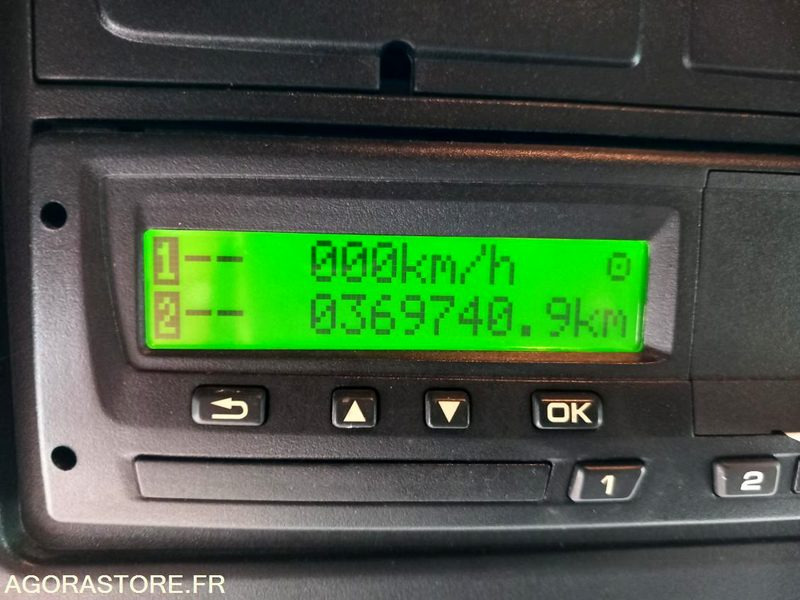 1-- 000km/h
2-- 0369740.9km
OK
1 2
AGORASTORE.FR